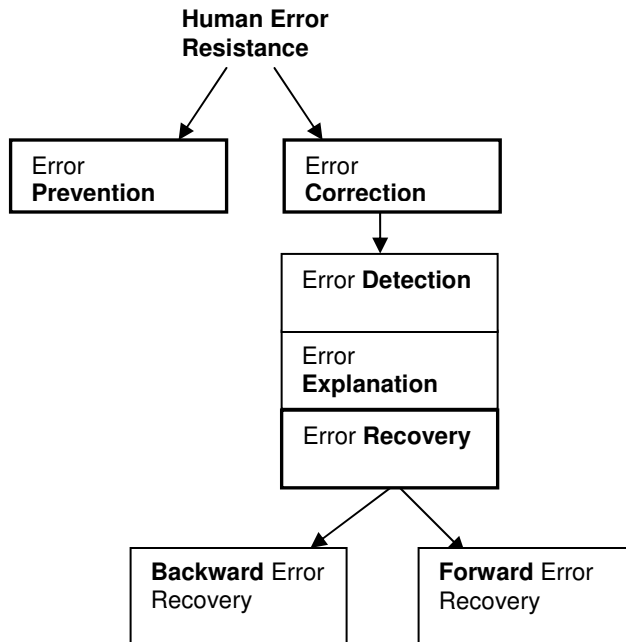 Human Error
Resistance
Error
Prevention
Error
Correction
Error Detection
Error
Explanation
Error Recovery
Backward Error
Recovery
Forward Error
Recovery